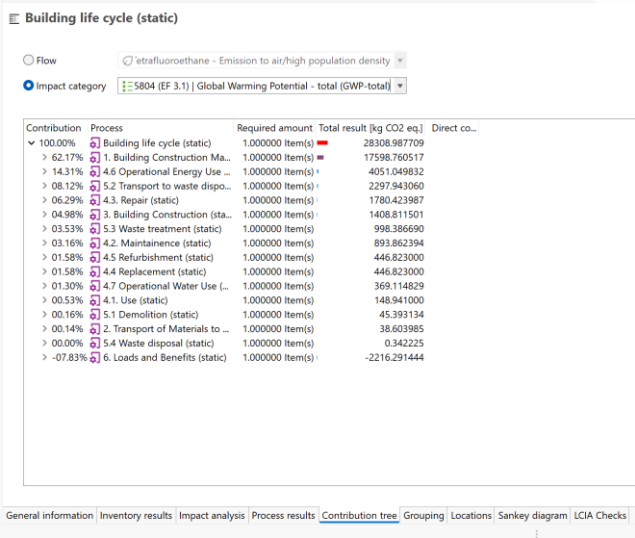 Building life cycle (static)
Flow
etrafluoroethane - Emission to air/high population density
Impact category
5804 (EF 3.1) | Global Warming Potential - total (GWP-total)
Contribution Process Required amount Total result [kg CO2 eq.] Direct co...
100.00% Building life cycle (static) 1.000000 Item(s) 28308.987709
62.17% 1. Building Construction Ma... 1.000000 Item(s) 17598.760517
14.31% 4.6 Operational Energy Use ... 1.000000 Item(s) 4051.049832
08.12% 5.2 Transport to waste dispo... 1.000000 Item(s) 2297.943060
06.29% 4.3. Repair (static) 1.000000 Item(s) 1780.423987
04.98% 3. Building Construction (sta... 1.000000 Item(s) 1408.811501
03.53% 5.3 Waste treatment (static) 1.000000 Item(s) 998.386690
03.16% 4.2. Maintainence (static) 1.000000 Item(s) 893.862394
01.58% 4.5 Refurbishment (static) 1.000000 Item(s) 446.823000
01.58% 4.4 Replacement (static) 1.000000 Item(s) 446.823000
01.30% 4.7 Operational Water Use (... 1.000000 Item(s) 369.114829
00.53% 4.1. Use (static) 1.000000 Item(s) 148.941000
00.16% 5.1 Demolition (static) 1.000000 Item(s) 45.393134
00.14% 2. Transport of Materials to ... 1.000000 Item(s) 38.603985
00.00% 5.4 Waste disposal (static) 1.000000 Item(s) 0.342225
-07.83% 6. Loads and Benefits (static) 1.000000 Item(s) -2216.291444
General information Inventory results Impact analysis Process results Contribution tree Grouping Locations Sankey diagram LCIA Checks